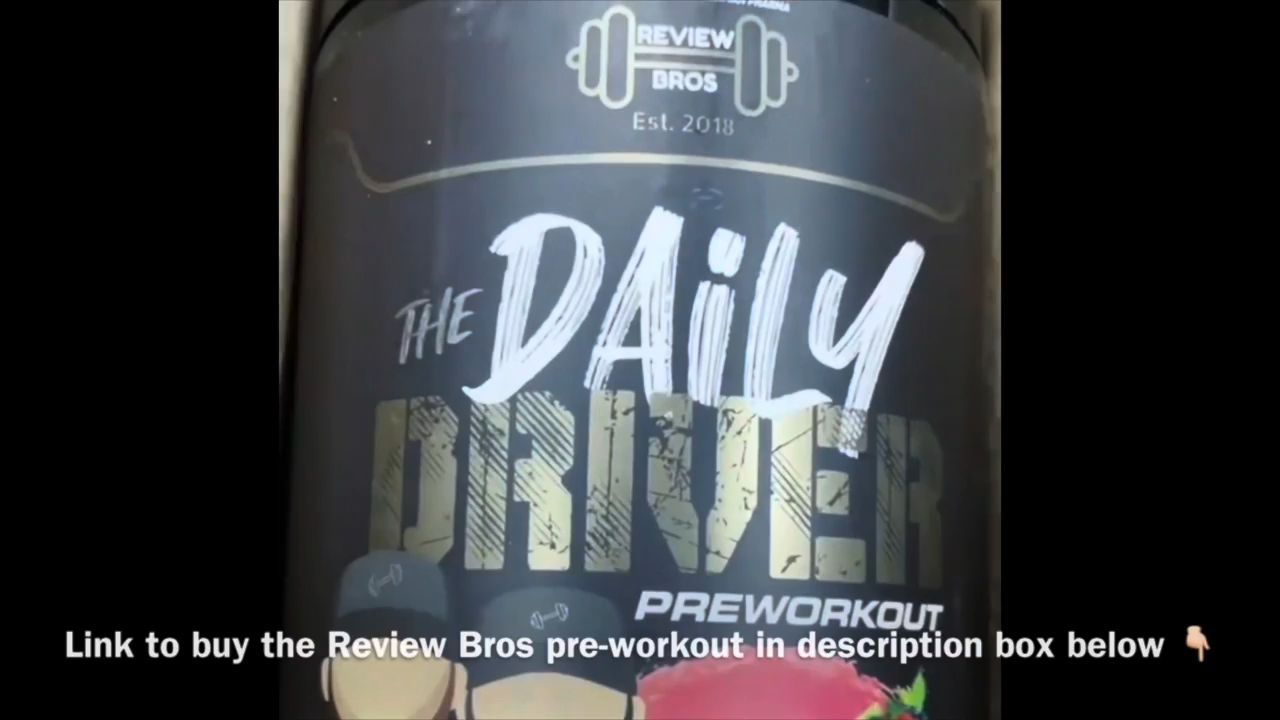 REVIEW
BROS
Est. 2018
THE DAiLY
DRIVER
PREWORKOUT
Link to buy the Review Bros pre-workout in description box below 👇🏻